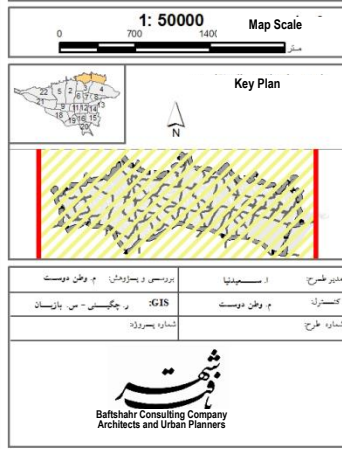 1: 50000
Map Scale
0 700 1400
متر
Key Plan
N
مدیر طرح: ا. سعیدنیا
بررسی و پژوهش: م. وطن دوست
کنترل: م. وطن دوست
GIS: ر. چگینی - س. بازیان
شماره طرح:
شماره پروژه:
بافت شهر
Baftshahr Consulting Company
Architects and Urban Planners